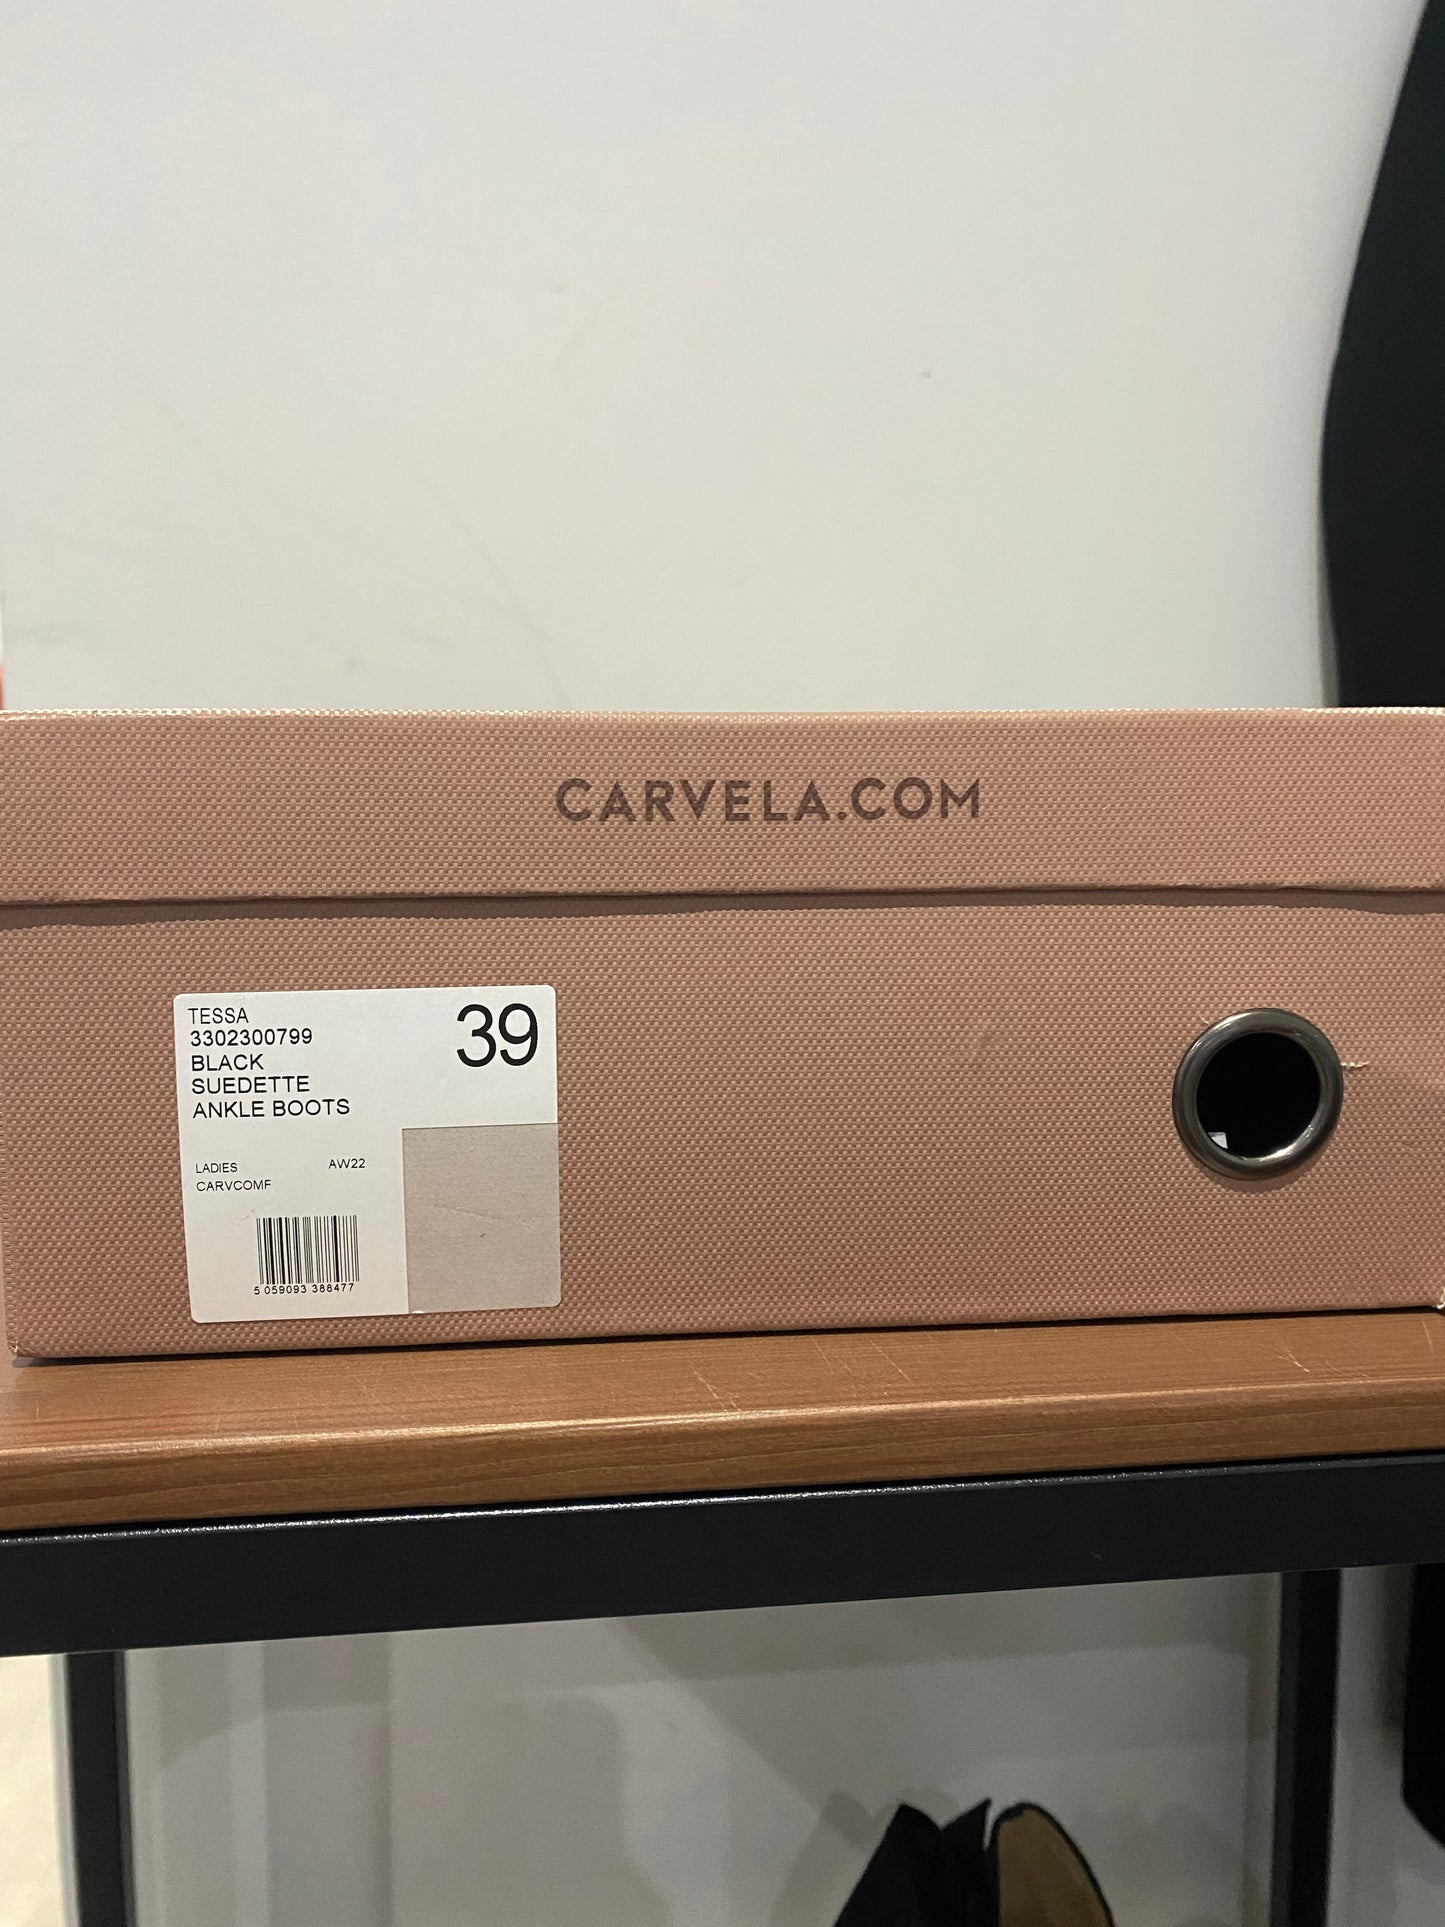 CARVELA.COM
TESSA
39
3302300799
BLACK
SUEDETTE
ANKLE BOOTS
LADIES AW22
CARVCOMF
5 059093 388477